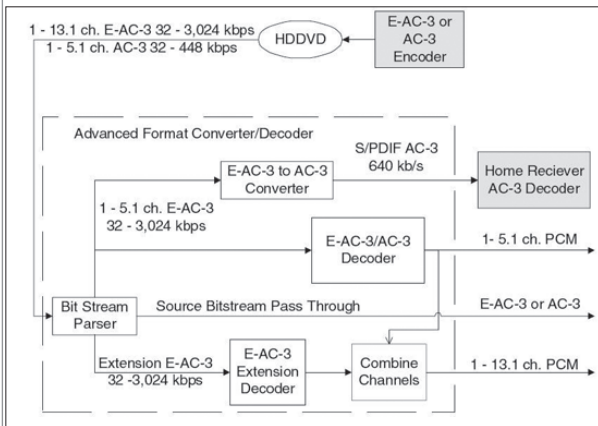 1 - 13.1 ch. E-AC-3 32 - 3,024 kbps
1 - 5.1 ch. AC-3 32 - 448 kbps
HDDVD
E-AC-3 or
AC-3
Encoder
Advanced Format Converter/Decoder
S/PDIF AC-3
640 kb/s
E-AC-3 to AC-3
Converter
Home Reciever
AC-3 Decoder
1 - 5.1 ch. E-AC-3
32 - 3,024 kbps
E-AC-3/AC-3
Decoder
1- 5.1 ch. PCM
Bit Stream
Parser
Source Bitstream Pass Through
E-AC-3 or AC-3
Extension E-AC-3
32 -3,024 kbps
E-AC-3
Extension
Decoder
Combine
Channels
1 - 13.1 ch. PCM